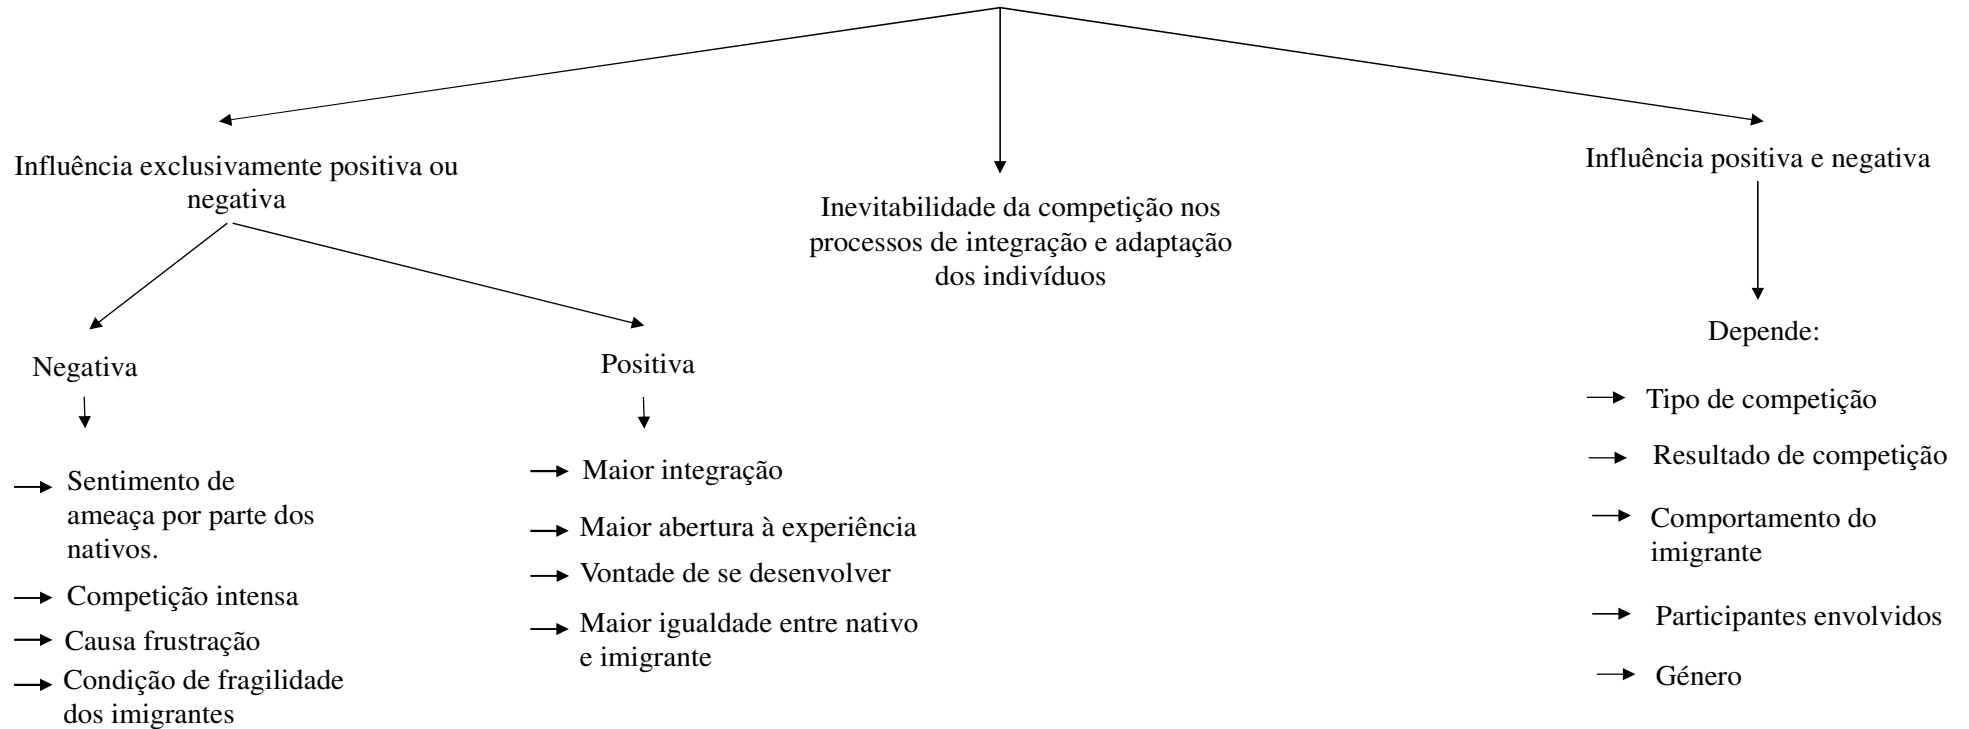 Influência exclusivamente positiva ou
negativa
Inevitabilidade da competição nos
processos de integração e adaptação
dos indivíduos
Influência positiva e negativa
Negativa
Sentimento de
ameaça por parte dos
nativos.
Competição intensa
Causa frustração
Condição de fragilidade
dos imigrantes
Positiva
Maior integração
Maior abertura à experiência
Vontade de se desenvolver
Maior igualdade entre nativo
e imigrante
Depende:
Tipo de competição
Resultado de competição
Comportamento do
imigrante
Participantes envolvidos
Género